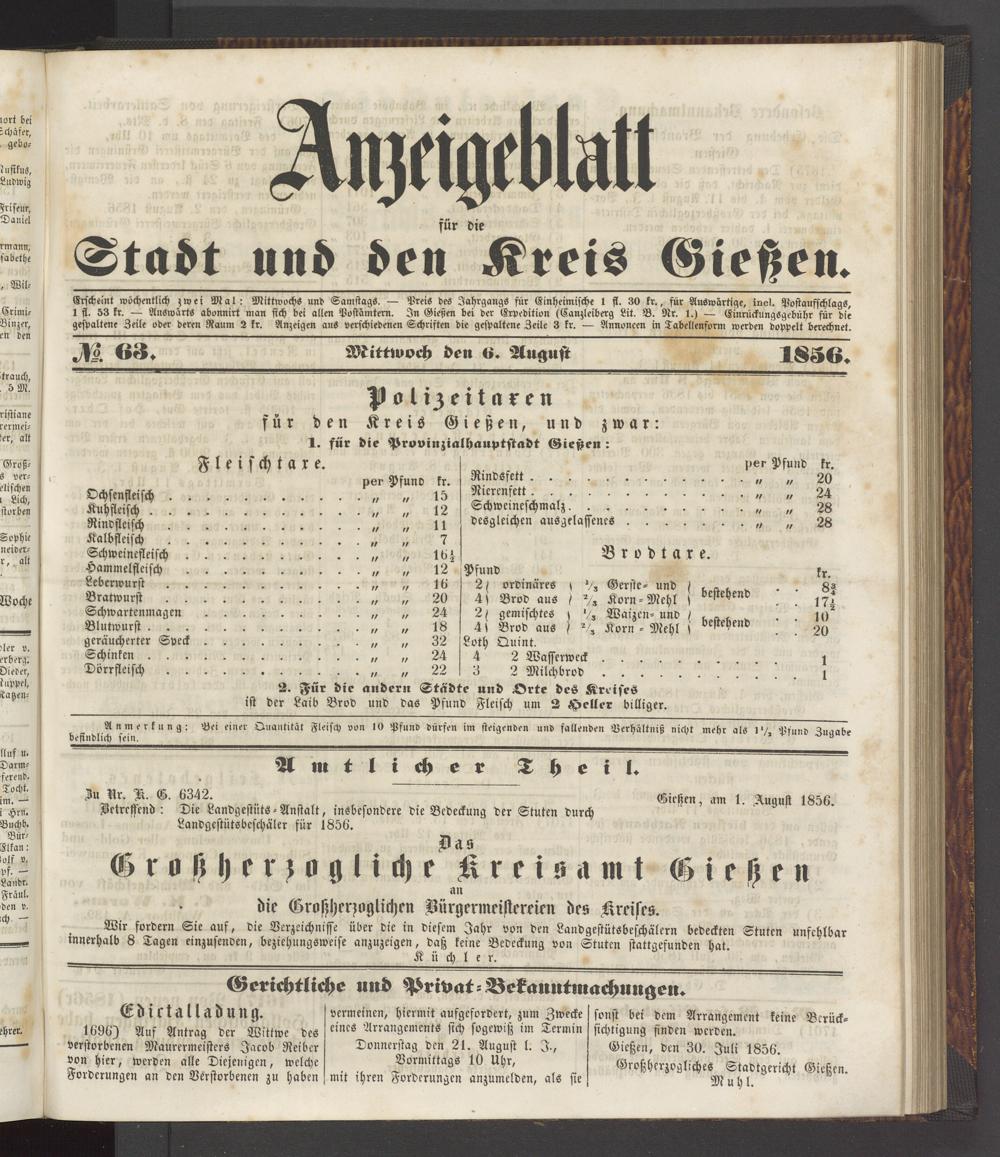 Anzeigeblatt
für die
Stadt und den Kreis Gießen.
Erscheint wöchentlich zwei Mal: Mittwochs und Samstags. — Preis des Jahrgangs für Einheimische 1 fl. 30 kr., für Auswärtige, incl. Postaufschlags,
1 fl. 53 kr. — Auswärts abonnirt man sich bei allen Postämtern. In Gießen bei der Expedition (Canzleiberg Lit. B. Nr. 1.) — Einrückungsgebühr für die
gespaltene Zeile oder deren Raum 2 kr. Anzeigen aus verschiedenen Schriften die gespaltene Zeile 3 kr. — Annoncen in Tabellenform werden doppelt berechnet.
№ 63. Mittwoch den 6. August 1856.
Polizeitaxen
für den Kreis Gießen, und zwar:
1. für die Provinzialhauptstadt Gießen:
Fleischtaxe.
per Pfund kr.
Ochsenfleisch . . . . . . . . . . . „ „ 15
Kuhfleisch . . . . . . . . . . . „ „ 12
Rindfleisch . . . . . . . . . . . „ „ 11
Kalbfleisch . . . . . . . . . . . „ „ 7
Schweinefleisch . . . . . . . . . . „ „ 16½
Hammelfleisch . . . . . . . . . . „ „ 12
Leberwurst . . . . . . . . . . . „ „ 16
Bratwurst . . . . . . . . . . . „ „ 20
Schwartenmagen . . . . . . . . . . „ „ 24
Blutwurst . . . . . . . . . . . „ „ 18
geräucherter Speck . . . . . . . . . „ „ 32
Schinken . . . . . . . . . . . „ „ 24
Dörrfleisch . . . . . . . . . . . „ „ 22
per Pfund kr.
Rindsfett . . . . . . . . . . . „ „ 20
Nierenfett . . . . . . . . . . . „ „ 24
Schweineschmalz . . . . . . . . . . „ „ 28
desgleichen ausgelassenes . . . . . . . „ „ 28
Brodtaxe.
Pfund kr.
2 } ordinäres { ⅓ Gerste- und } bestehend . . 8¾
4 } Brod aus { ⅔ Korn-Mehl } 17½
2 } gemischtes { ⅓ Waizen- und } bestehend . . 10
4 } Brod aus { ⅔ Korn-Mehl } 20
Loth Quint.
4 2 Wasserweck . . . . . . . . . 1
3 2 Milchbrod . . . . . . . . . 1
2. Für die andern Städte und Orte des Kreises
ist der Laib Brod und das Pfund Fleisch um 2 Heller billiger.
Anmerkung: Bei einer Quantität Fleisch von 10 Pfund dürfen im steigenden und fallenden Verhältniß nicht mehr als 1½ Pfund Zugabe
befindlich sein.
Amtlicher Theil.
Zu Nr. K. G. 6342. Gießen, am 1. August 1856.
Betreffend: Die Landgestüts-Anstalt, insbesondere die Bedeckung der Stuten durch
Landgestütsbeschäler für 1856.
Das
Großherzogliche Kreisamt Gießen
an
die Großherzoglichen Bürgermeistereien des Kreises.
Wir fordern Sie auf, die Verzeichnisse über die in diesem Jahr von den Landgestütsbeschälern bedeckten Stuten unfehlbar
innerhalb 8 Tagen einzusenden, beziehungsweise anzuzeigen, daß keine Bedeckung von Stuten stattgefunden hat.
Küchler.
Gerichtliche und Privat-Bekanntmachungen.
Edictalladung.
1696) Auf Antrag der Wittwe des
verstorbenen Maurermeisters Jacob Reiber
von hier, werden alle Diejenigen, welche
Forderungen an den Verstorbenen zu haben
vermeinen, hiermit aufgefordert, zum Zwecke
eines Arrangements sich sogewiß im Termin
Donnerstag den 21. August l. J.,
Vormittags 10 Uhr,
mit ihren Forderungen anzumelden, als sie
sonst bei dem Arrangement keine Berück-
sichtigung finden werden.
Gießen, den 30. Juli 1856.
Großherzogliches Stadtgericht Gießen.
Muhl.